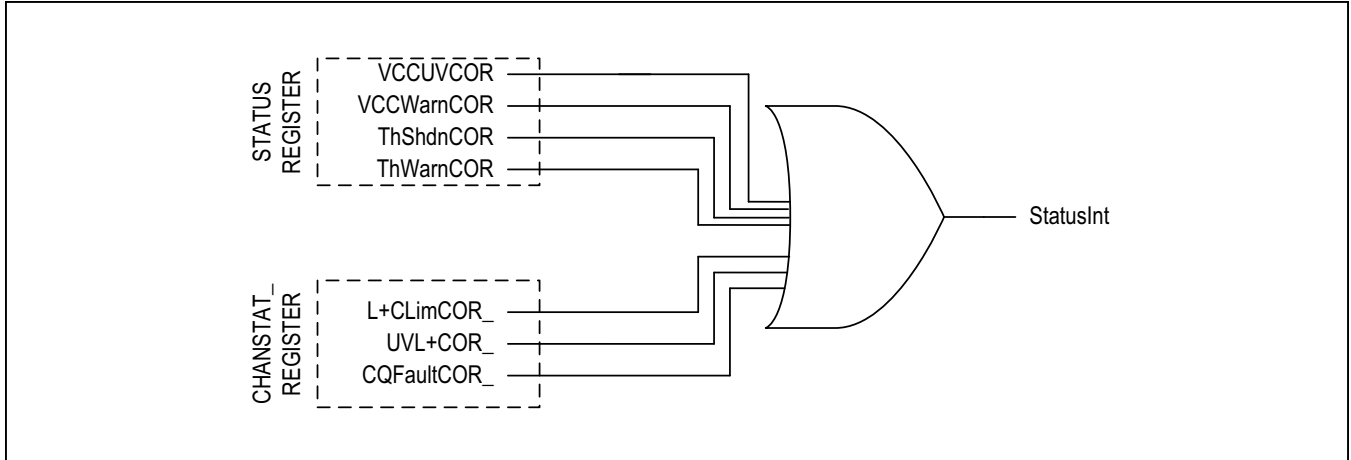 STATUS
REGISTER
VCCUVCOR
VCCWarnCOR
ThShdnCOR
ThWarnCOR
StatusInt
CHANSTAT_
REGISTER
L+CLimCOR_
UVL+COR_
CQFaultCOR_